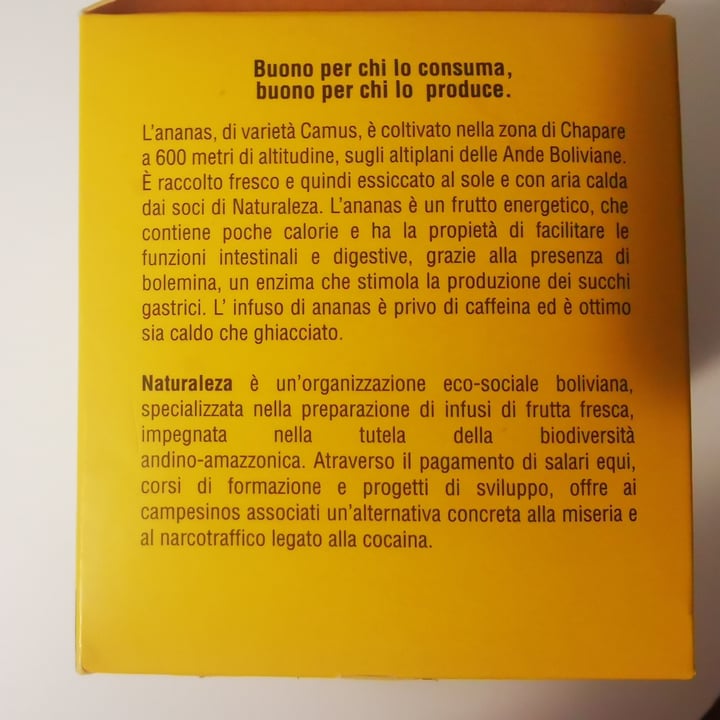 Buono per chi lo consuma,
buono per chi lo produce.
L'ananas, di varietà Camus, è coltivato nella zona di Chapare
a 600 metri di altitudine, sugli altiplani delle Ande Boliviane.
È raccolto fresco e quindi essiccato al sole e con aria calda
dai soci di Naturaleza. L'ananas è un frutto energetico, che
contiene poche calorie e ha la propietà di facilitare le
funzioni intestinali e digestive, grazie alla presenza di
bolemina, un enzima che stimola la produzione dei succhi
gastrici. L' infuso di ananas è privo di caffeina ed è ottimo
sia caldo che ghiacciato.
Naturaleza è un'organizzazione eco-sociale boliviana,
specializzata nella preparazione di infusi di frutta fresca,
impegnata nella tutela della biodiversità
andino-amazzonica. Atraverso il pagamento di salari equi,
corsi di formazione e progetti di sviluppo, offre ai
campesinos associati un'alternativa concreta alla miseria e
al narcotraffico legato alla cocaina.